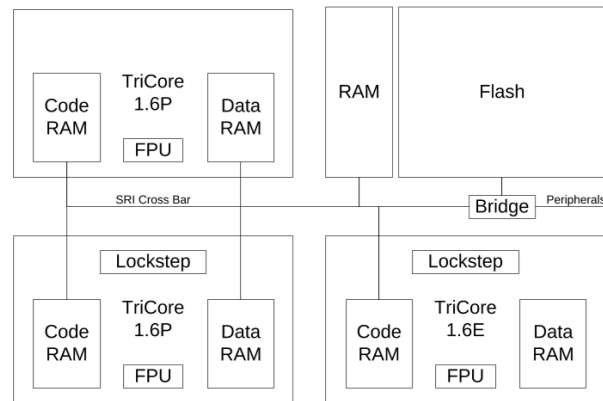 Code
RAM
TriCore
1.6P
FPU
Data
RAM
RAM
Flash
SRI Cross Bar
Bridge
Peripherals
Lockstep
Code
RAM
TriCore
1.6P
FPU
Data
RAM
Lockstep
Code
RAM
TriCore
1.6E
FPU
Data
RAM